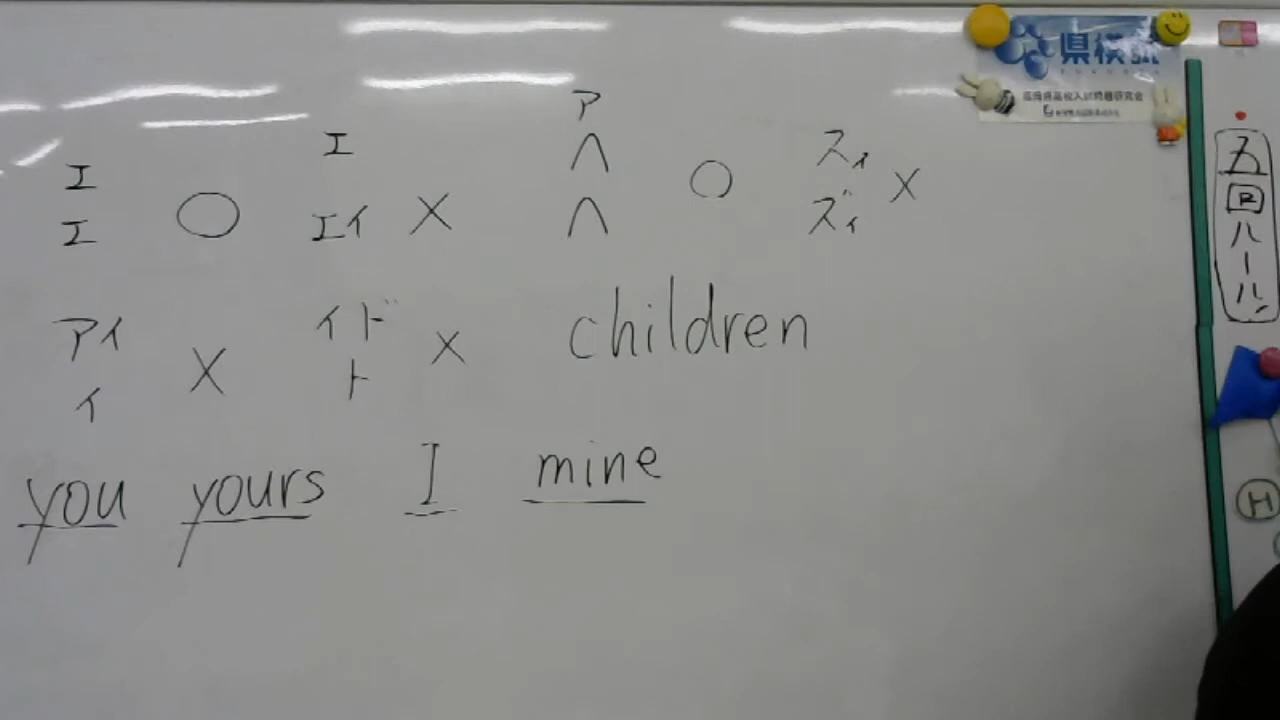 ア
エ エ ∧ スィ
エ ○ エイ × ∧ ○ ズィ ×
アイ イド children
イ × ト ×
you yours I mine
県模試
五回ルール
H